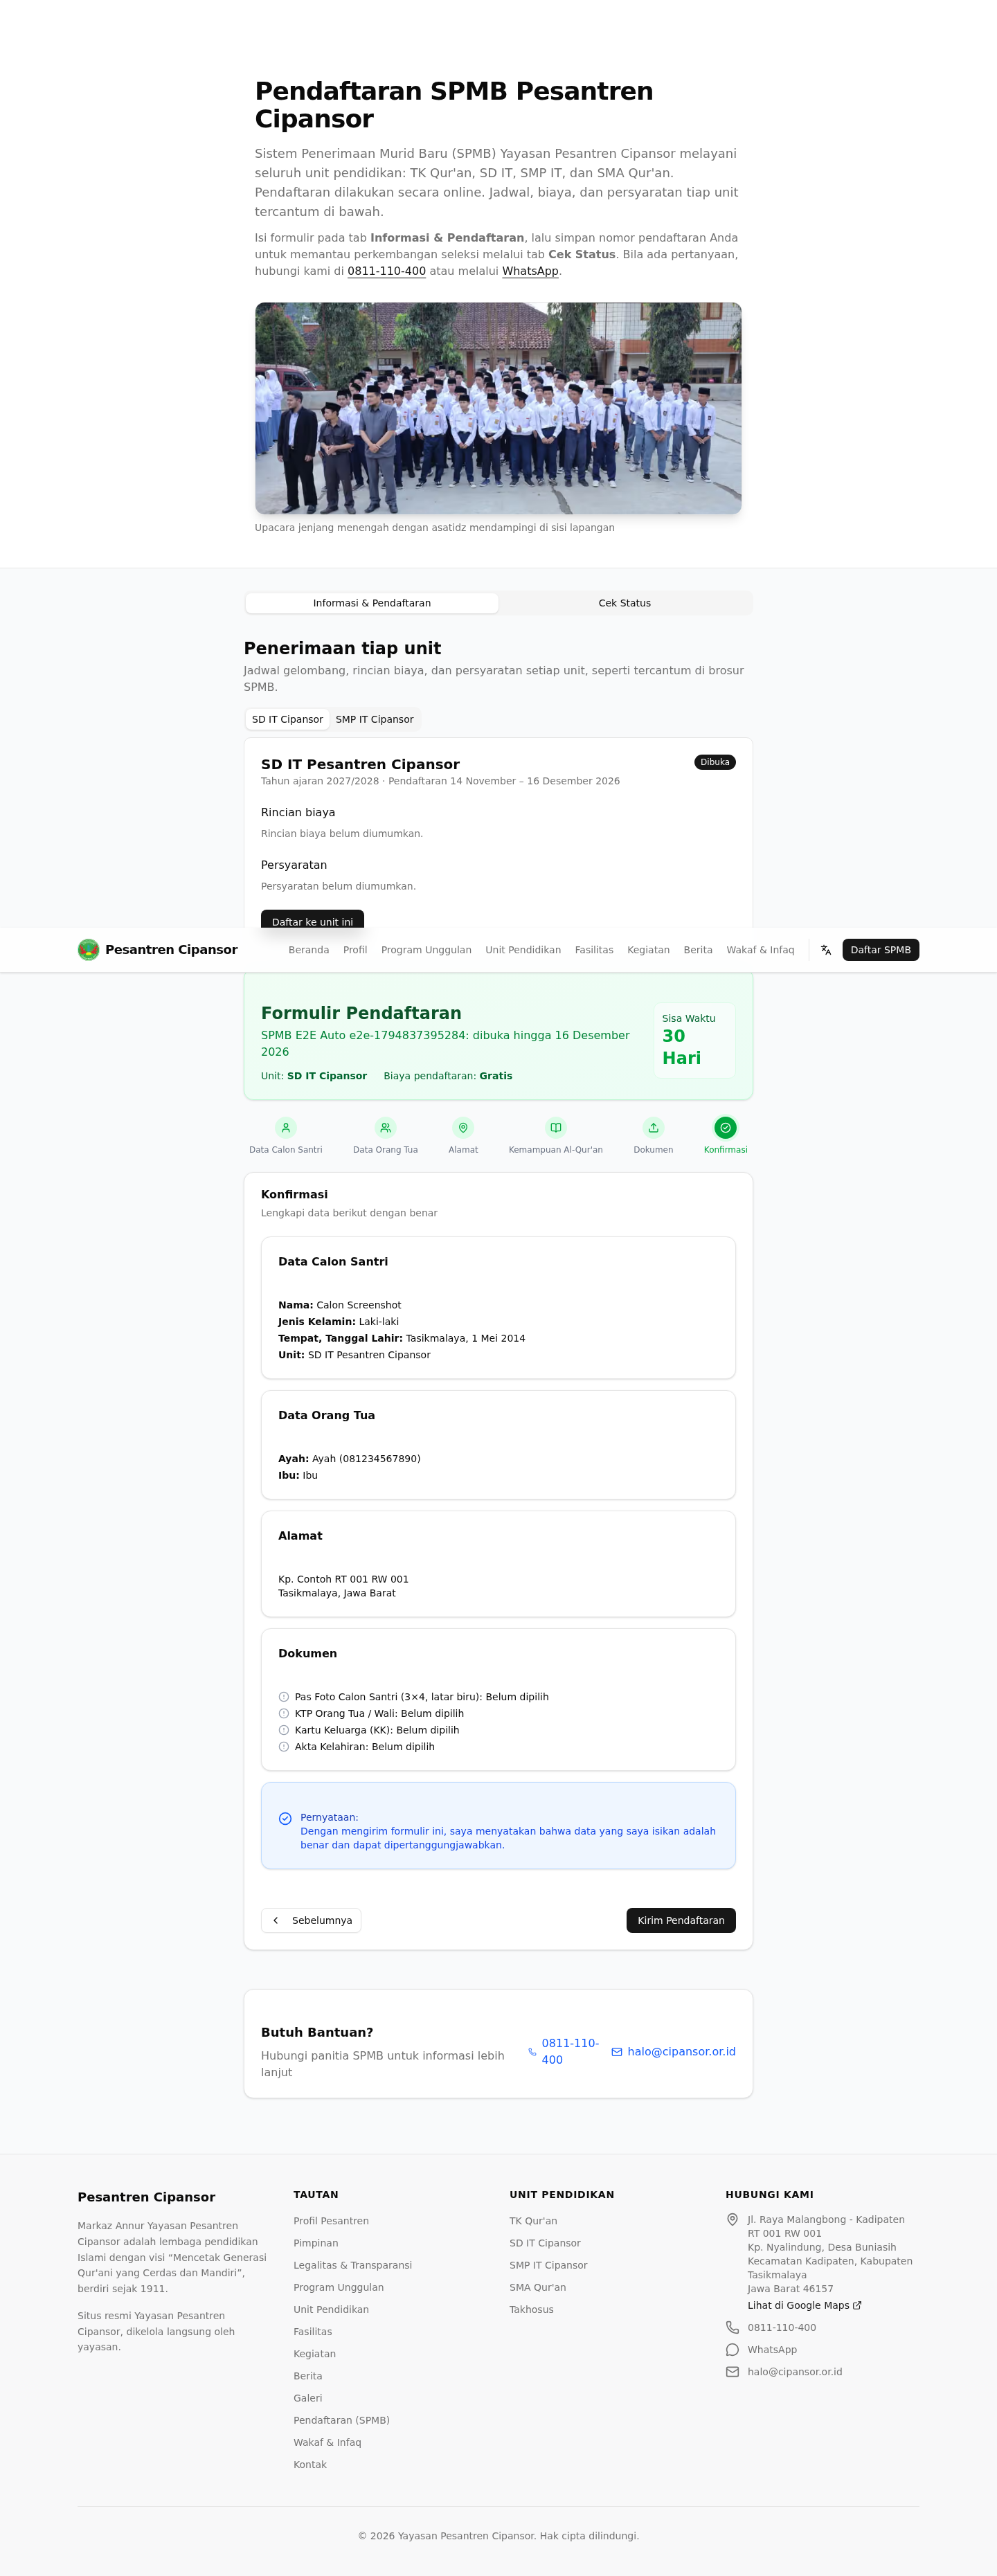 Pendaftaran SPMB Pesantren
Cipansor
Sistem Penerimaan Murid Baru (SPMB) Yayasan Pesantren Cipansor melayani
seluruh unit pendidikan: TK Qur'an, SD IT, SMP IT, dan SMA Qur'an.
Pendaftaran dilakukan secara online. Jadwal, biaya, dan persyaratan tiap unit
tercantum di bawah.
Isi formulir pada tab Informasi & Pendaftaran, lalu simpan nomor pendaftaran Anda
untuk memantau perkembangan seleksi melalui tab Cek Status. Bila ada pertanyaan,
hubungi kami di 0811-110-400 atau melalui WhatsApp.
Upacara jenjang menengah dengan asatidz mendampingi di sisi lapangan
Informasi & Pendaftaran
Cek Status
Penerimaan tiap unit
Jadwal gelombang, rincian biaya, dan persyaratan setiap unit, seperti tercantum di brosur
SPMB.
SD IT Cipansor
SMP IT Cipansor
SD IT Pesantren Cipansor
Dibuka
Tahun ajaran 2027/2028 · Pendaftaran 14 November – 16 Desember 2026
Rincian biaya
Rincian biaya belum diumumkan.
Persyaratan
Persyaratan belum diumumkan.
Daftar ke unit ini
Pesantren Cipansor
Beranda
Profil
Program Unggulan
Unit Pendidikan
Fasilitas
Kegiatan
Berita
Wakaf & Infaq
Daftar SPMB
Formulir Pendaftaran
SPMB E2E Auto e2e-1794837395284: dibuka hingga 16 Desember
2026
Unit: SD IT Cipansor
Biaya pendaftaran: Gratis
Sisa Waktu
30
Hari
Data Calon Santri
Data Orang Tua
Alamat
Kemampuan Al-Qur'an
Dokumen
Konfirmasi
Konfirmasi
Lengkapi data berikut dengan benar
Data Calon Santri
Nama: Calon Screenshot
Jenis Kelamin: Laki-laki
Tempat, Tanggal Lahir: Tasikmalaya, 1 Mei 2014
Unit: SD IT Pesantren Cipansor
Data Orang Tua
Ayah: Ayah (081234567890)
Ibu: Ibu
Alamat
Kp. Contoh RT 001 RW 001
Tasikmalaya, Jawa Barat
Dokumen
Pas Foto Calon Santri (3×4, latar biru): Belum dipilih
KTP Orang Tua / Wali: Belum dipilih
Kartu Keluarga (KK): Belum dipilih
Akta Kelahiran: Belum dipilih
Pernyataan:
Dengan mengirim formulir ini, saya menyatakan bahwa data yang saya isikan adalah
benar dan dapat dipertanggungjawabkan.
Sebelumnya
Kirim Pendaftaran
Butuh Bantuan?
Hubungi panitia SPMB untuk informasi lebih
lanjut
0811-110-
400
halo@cipansor.or.id
Pesantren Cipansor
Markaz Annur Yayasan Pesantren
Cipansor adalah lembaga pendidikan
Islami dengan visi “Mencetak Generasi
Qur'ani yang Cerdas dan Mandiri”,
berdiri sejak 1911.
Situs resmi Yayasan Pesantren
Cipansor, dikelola langsung oleh
yayasan.
TAUTAN
Profil Pesantren
Pimpinan
Legalitas & Transparansi
Program Unggulan
Unit Pendidikan
Fasilitas
Kegiatan
Berita
Galeri
Pendaftaran (SPMB)
Wakaf & Infaq
Kontak
UNIT PENDIDIKAN
TK Qur'an
SD IT Cipansor
SMP IT Cipansor
SMA Qur'an
Takhosus
HUBUNGI KAMI
Jl. Raya Malangbong - Kadipaten
RT 001 RW 001
Kp. Nyalindung, Desa Buniasih
Kecamatan Kadipaten, Kabupaten
Tasikmalaya
Jawa Barat 46157
Lihat di Google Maps
0811-110-400
WhatsApp
halo@cipansor.or.id
© 2026 Yayasan Pesantren Cipansor. Hak cipta dilindungi.